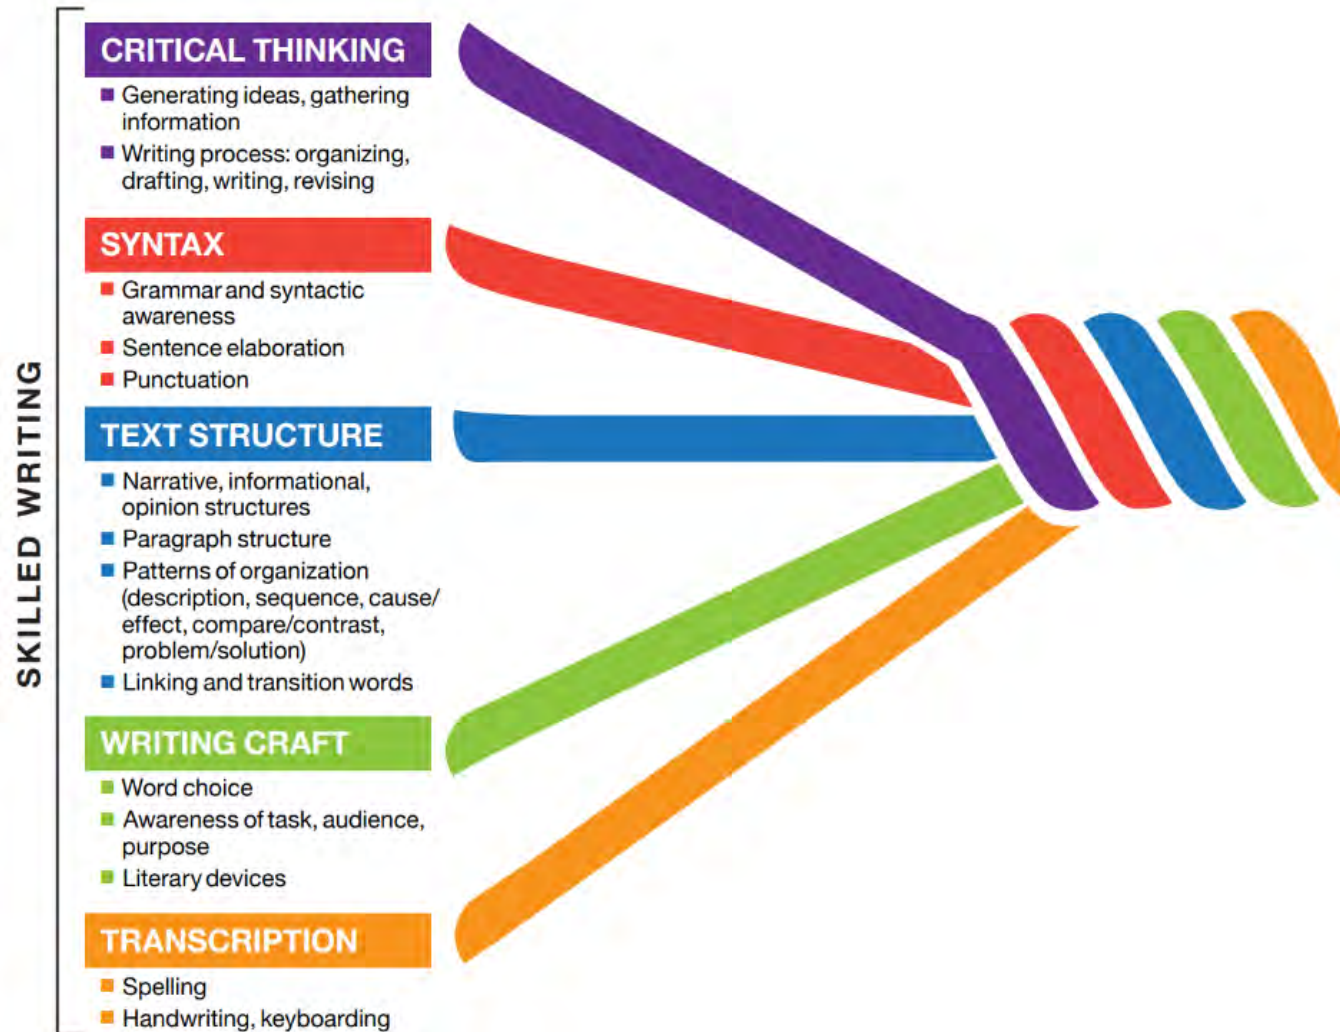 SKILLED WRITING
CRITICAL THINKING
Generating ideas, gathering
information
Writing process: organizing,
drafting, writing, revising
SYNTAX
Grammar and syntactic
awareness
Sentence elaboration
Punctuation
TEXT STRUCTURE
Narrative, informational,
opinion structures
Paragraph structure
Patterns of organization
(description, sequence, cause/
effect, compare/contrast,
problem/solution)
Linking and transition words
WRITING CRAFT
Word choice
Awareness of task, audience,
purpose
Literary devices
TRANSCRIPTION
Spelling
Handwriting, keyboarding